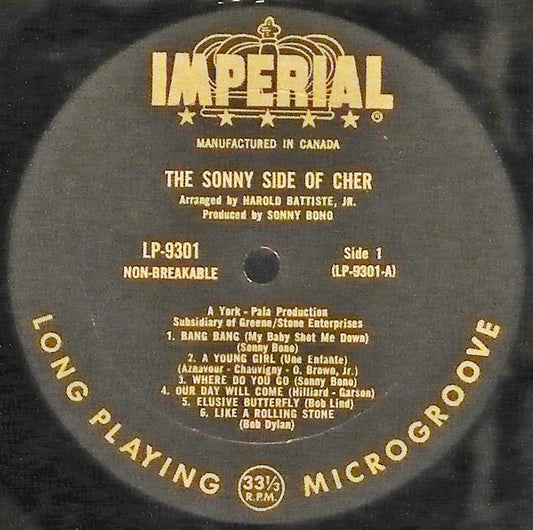 IMPERIAL
®
MANUFACTURED IN CANADA
THE SONNY SIDE OF CHER
Arranged by HAROLD BATTISTE, JR.
Produced by SONNY BONO
LP-9301
NON-BREAKABLE
Side 1
(LP-9301-A)
A York - Pala Production
Subsidiary of Greene/Stone Enterprises
1. BANG BANG (My Baby Shot Me Down)
(Sonny Bono)
2. A YOUNG GIRL (Une Enfante)
(Aznavour - Chauvigny - O. Brown, Jr.)
3. WHERE DO YOU GO (Sonny Bono)
4. OUR DAY WILL COME (Hilliard - Garson)
5. ELUSIVE BUTTERFLY (Bob Lind)
6. LIKE A ROLLING STONE
(Bob Dylan)
LONG PLAYING
33⅓
R.P.M.
MICROGROOVE